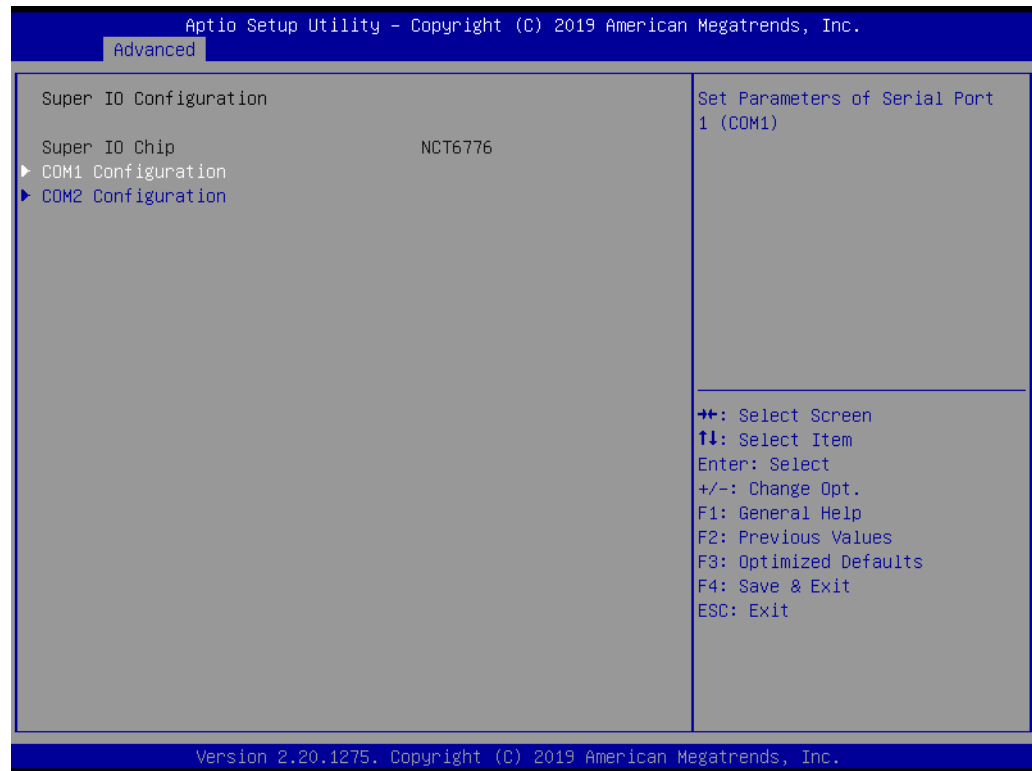 Aptio Setup Utility – Copyright (C) 2019 American Megatrends, Inc.
Advanced
Super IO Configuration
Super IO Chip NCT6776
COM1 Configuration
COM2 Configuration
Set Parameters of Serial Port
1 (COM1)
→←: Select Screen
↑↓: Select Item
Enter: Select
+/-: Change Opt.
F1: General Help
F2: Previous Values
F3: Optimized Defaults
F4: Save & Exit
ESC: Exit
Version 2.20.1275. Copyright (C) 2019 American Megatrends, Inc.